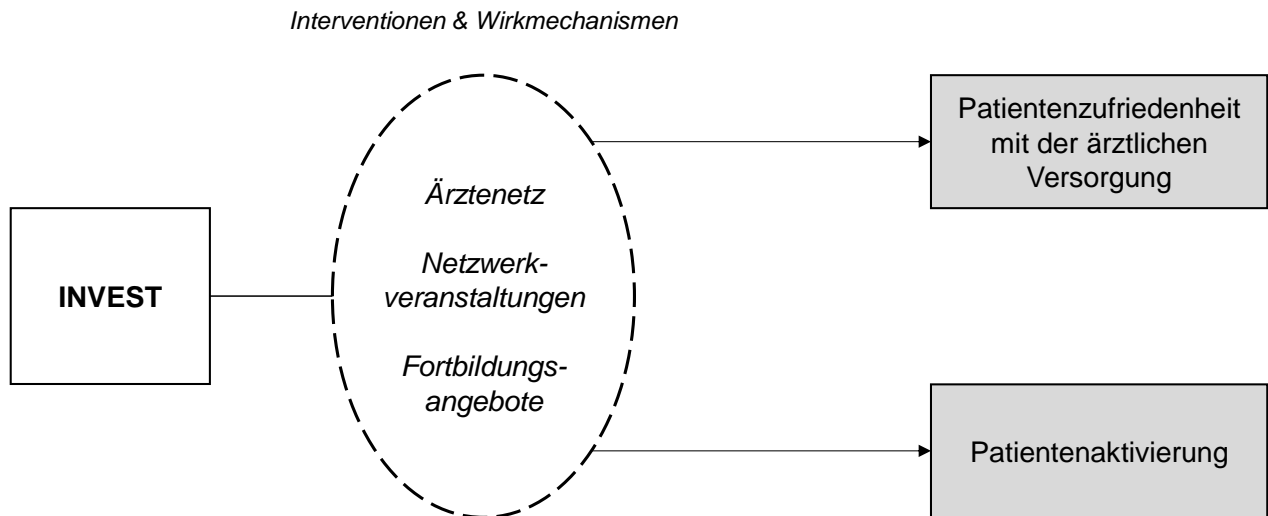 Interventionen & Wirkmechanismen
INVEST
Ärztenetz
Netzwerk-
veranstaltungen
Fortbildungs-
angebote
Patientenzufriedenheit
mit der ärztlichen
Versorgung
Patientenaktivierung